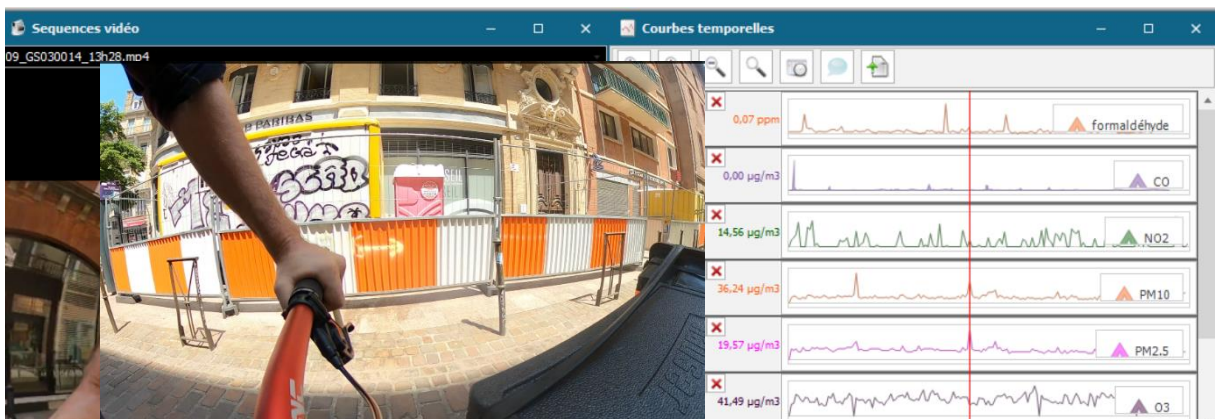 Sequences vidéo
09_GS030014_13h28.mp4
PARIBAS
Courbes temporelles
0,07 ppm
formaldéhyde
0,00 µg/m3
CO
14,56 µg/m3
NO2
36,24 µg/m3
PM10
19,57 µg/m3
PM2.5
41,49 µg/m3
O3